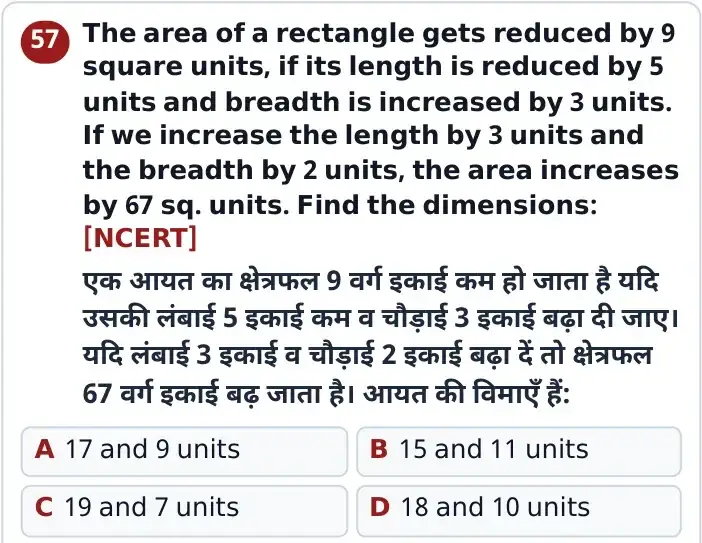 57 The area of a rectangle gets reduced by 9
square units, if its length is reduced by 5
units and breadth is increased by 3 units.
If we increase the length by 3 units and
the breadth by 2 units, the area increases
by 67 sq. units. Find the dimensions:
[NCERT]
एक आयत का क्षेत्रफल 9 वर्ग इकाई कम हो जाता है यदि
उसकी लंबाई 5 इकाई कम व चौड़ाई 3 इकाई बढ़ा दी जाए।
यदि लंबाई 3 इकाई व चौड़ाई 2 इकाई बढ़ा दें तो क्षेत्रफल
67 वर्ग इकाई बढ़ जाता है। आयत की विमाएँ हैं:
A 17 and 9 units
B 15 and 11 units
C 19 and 7 units
D 18 and 10 units